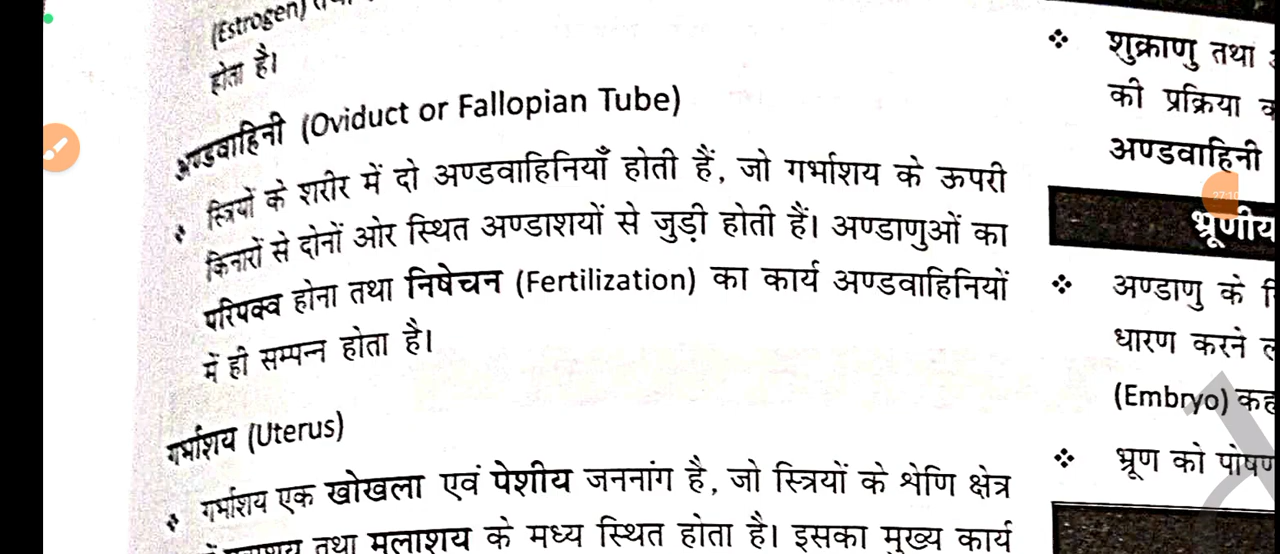 (Estrogen)
होता है।
अण्डवाहिनी (Oviduct or Fallopian Tube)
स्त्रियों के शरीर में दो अण्डवाहिनियाँ होती हैं, जो गर्भाशय के ऊपरी
किनारों से दोनों ओर स्थित अण्डाशयों से जुड़ी होती हैं। अण्डाणुओं का
परिपक्व होना तथा निषेचन (Fertilization) का कार्य अण्डवाहिनियों
में ही सम्पन्न होता है।
गर्भाशय (Uterus)
गर्भाशय एक खोखला एवं पेशीय जननांग है, जो स्त्रियों के श्रेणि क्षेत्र
तथा मलाशय के मध्य स्थित होता है। इसका मुख्य कार्य
शुक्राणु तथा
की प्रक्रिया
अण्डवाहिनी
भ्रूणीय
अण्डाणु के
धारण करने
(Embryo) कह
भ्रूण को पोषण